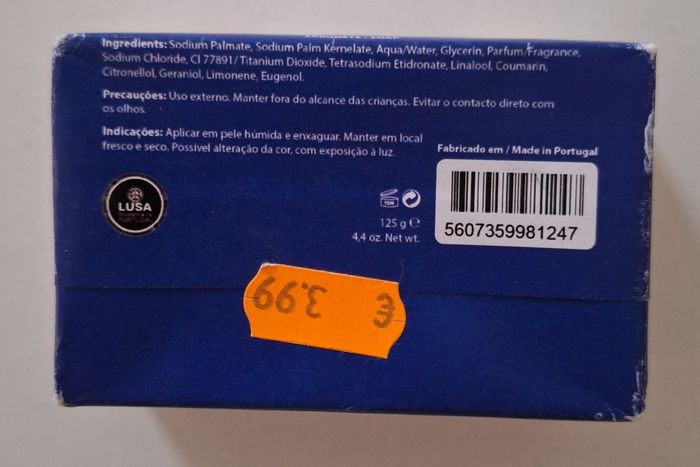 Ingredients: Sodium Palmate, Sodium Palm Kernelate, Aqua/Water, Glycerin, Parfum/Fragrance,
Sodium Chloride, CI 77891/ Titanium Dioxide, Tetrasodium Etidronate, Linalool, Coumarin,
Citronellol, Geraniol, Limonene, Eugenol.
Precauções: Uso externo. Manter fora do alcance das crianças. Evitar o contacto direto com
os olhos.
Indicações: Aplicar em pele húmida e enxaguar. Manter em local
fresco e seco. Possível alteração da cor, com exposição à luz.
Fabricado em / Made in Portugal
LUSA
PORTUGAL
12M
125 g ℮
4,4 oz. Net wt.
5607359981247
€ 3.99